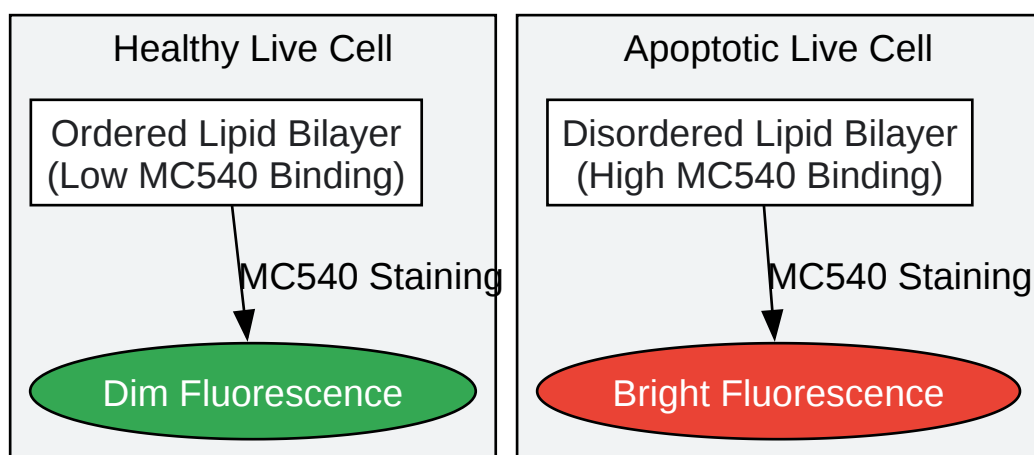 Healthy Live Cell
Ordered Lipid Bilayer
(Low MC540 Binding)
MC540 Staining
Dim Fluorescence
Apoptotic Live Cell
Disordered Lipid Bilayer
(High MC540 Binding)
MC540 Staining
Bright Fluorescence